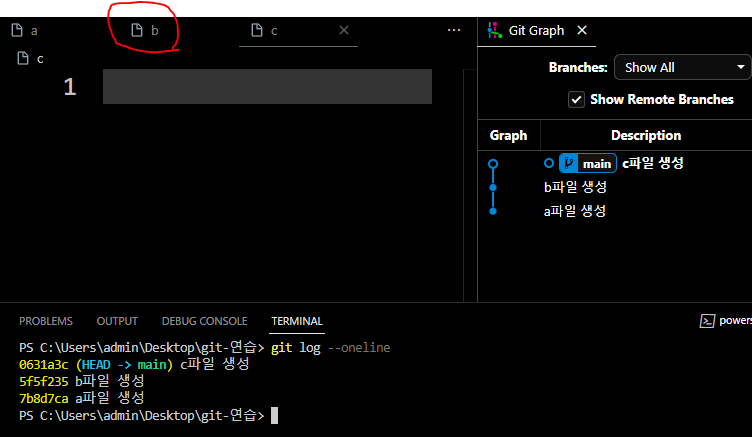 a b c × ··· Git Graph ×
c
1
Branches: Show All
Show Remote Branches
Graph Description
main c파일 생성
b파일 생성
a파일 생성
PROBLEMS OUTPUT DEBUG CONSOLE TERMINAL powers
PS C:\Users\admin\Desktop\git-연습> git log --oneline
0631a3c (HEAD -> main) c파일 생성
5f5f235 b파일 생성
7b8d7ca a파일 생성
PS C:\Users\admin\Desktop\git-연습>